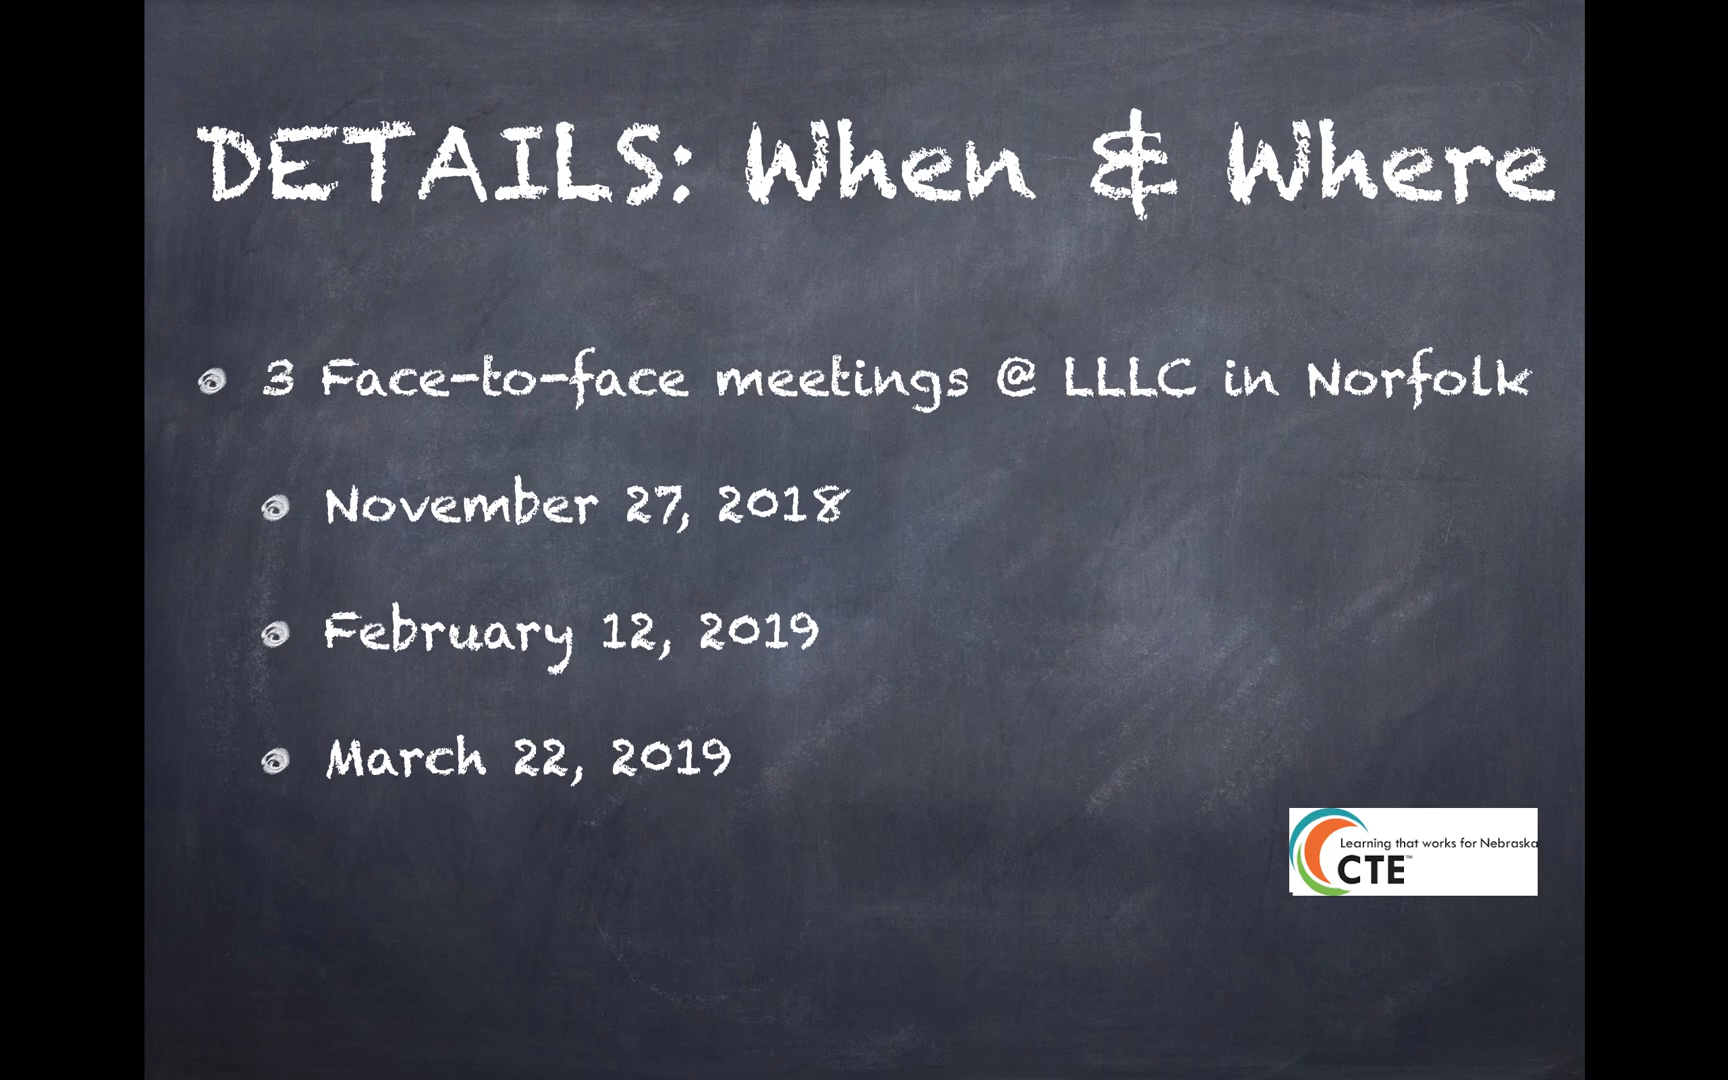 DETAILS: When & Where
3 Face-to-face meetings @ LLLC in Norfolk
November 27, 2018
February 12, 2019
March 22, 2019
Learning that works for Nebraska
CTE™